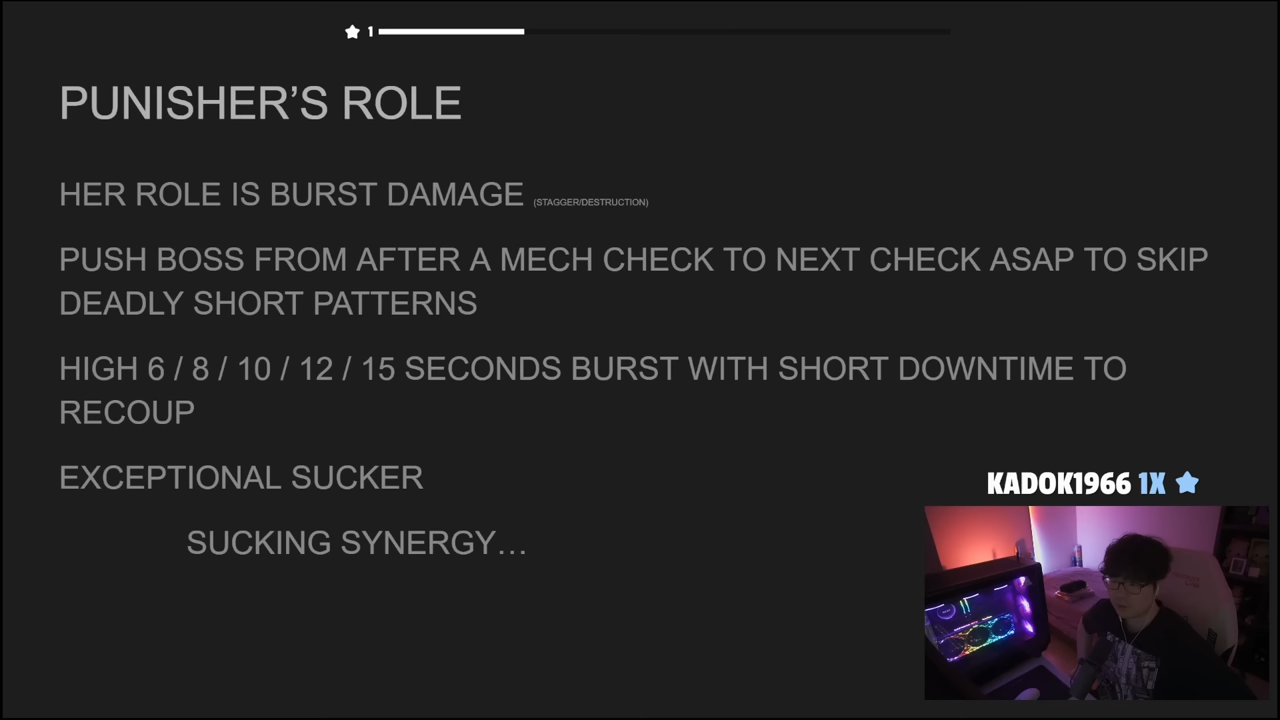 1
PUNISHER’S ROLE
HER ROLE IS BURST DAMAGE (STAGGER/DESTRUCTION)
PUSH BOSS FROM AFTER A MECH CHECK TO NEXT CHECK ASAP TO SKIP
DEADLY SHORT PATTERNS
HIGH 6 / 8 / 10 / 12 / 15 SECONDS BURST WITH SHORT DOWNTIME TO
RECOUP
EXCEPTIONAL SUCKER
SUCKING SYNERGY…
KADOK1966 1X